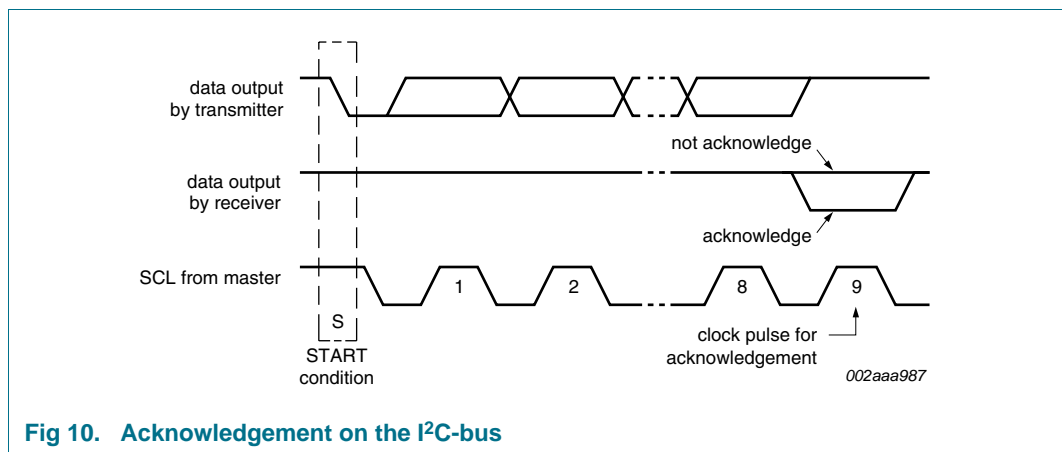 data output
by transmitter
not acknowledge
data output
by receiver
acknowledge
SCL from master
1
2
8
9
S
START
condition
clock pulse for
acknowledgement
002aaa987
Fig 10. Acknowledgement on the I²C-bus